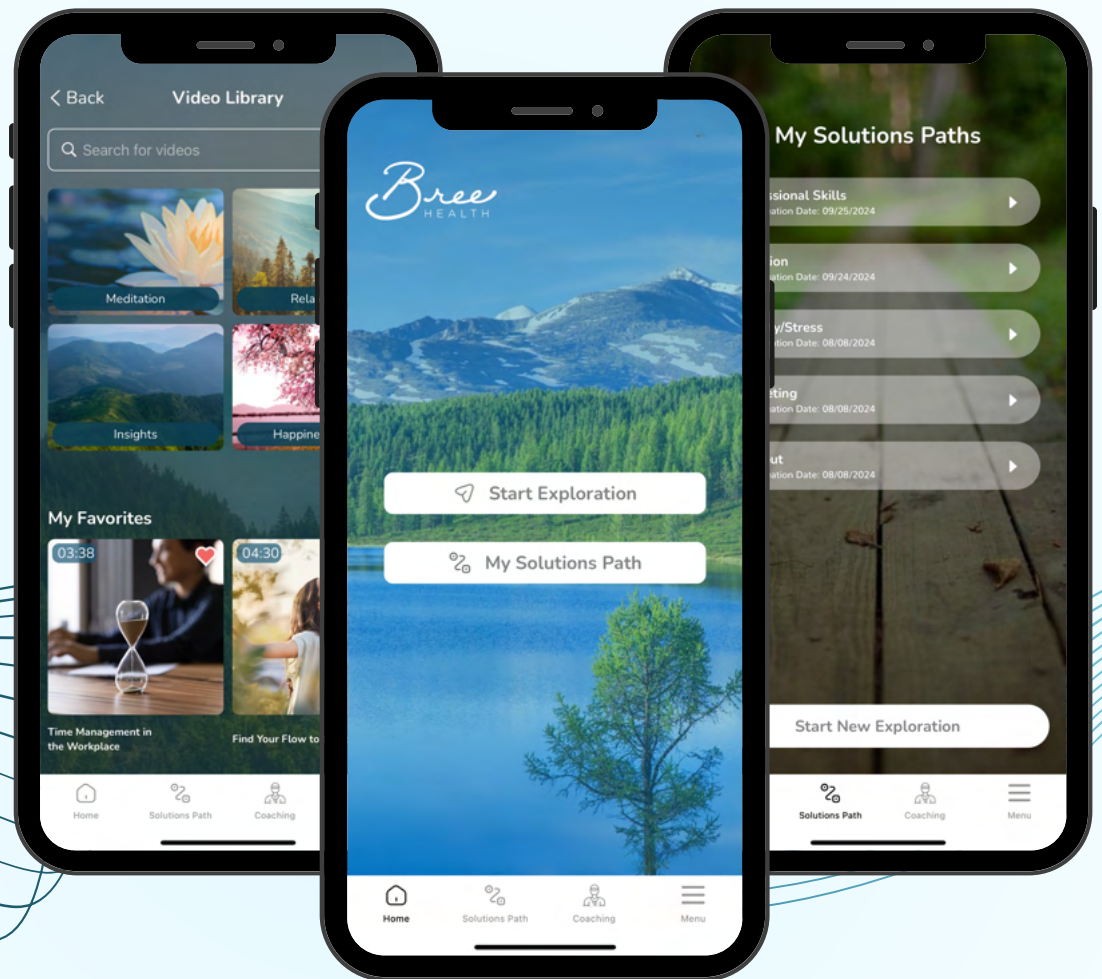 Back
Video Library
Search for videos
Meditation
Rela
Insights
Happine
My Favorites
03:38
04:30
Time Management in
the Workplace
Find Your Flow to
Home
Solutions Path
Coaching
Bree
HEALTH
Start Exploration
My Solutions Path
Home
Solutions Path
Coaching
Menu
My Solutions Paths
ssional Skills
ation Date: 09/25/2024
ion
ation Date: 09/24/2024
y/Stress
ation Date: 08/08/2024
eting
ation Date: 08/08/2024
ut
ation Date: 08/08/2024
Start New Exploration
Solutions Path
Coaching
Menu